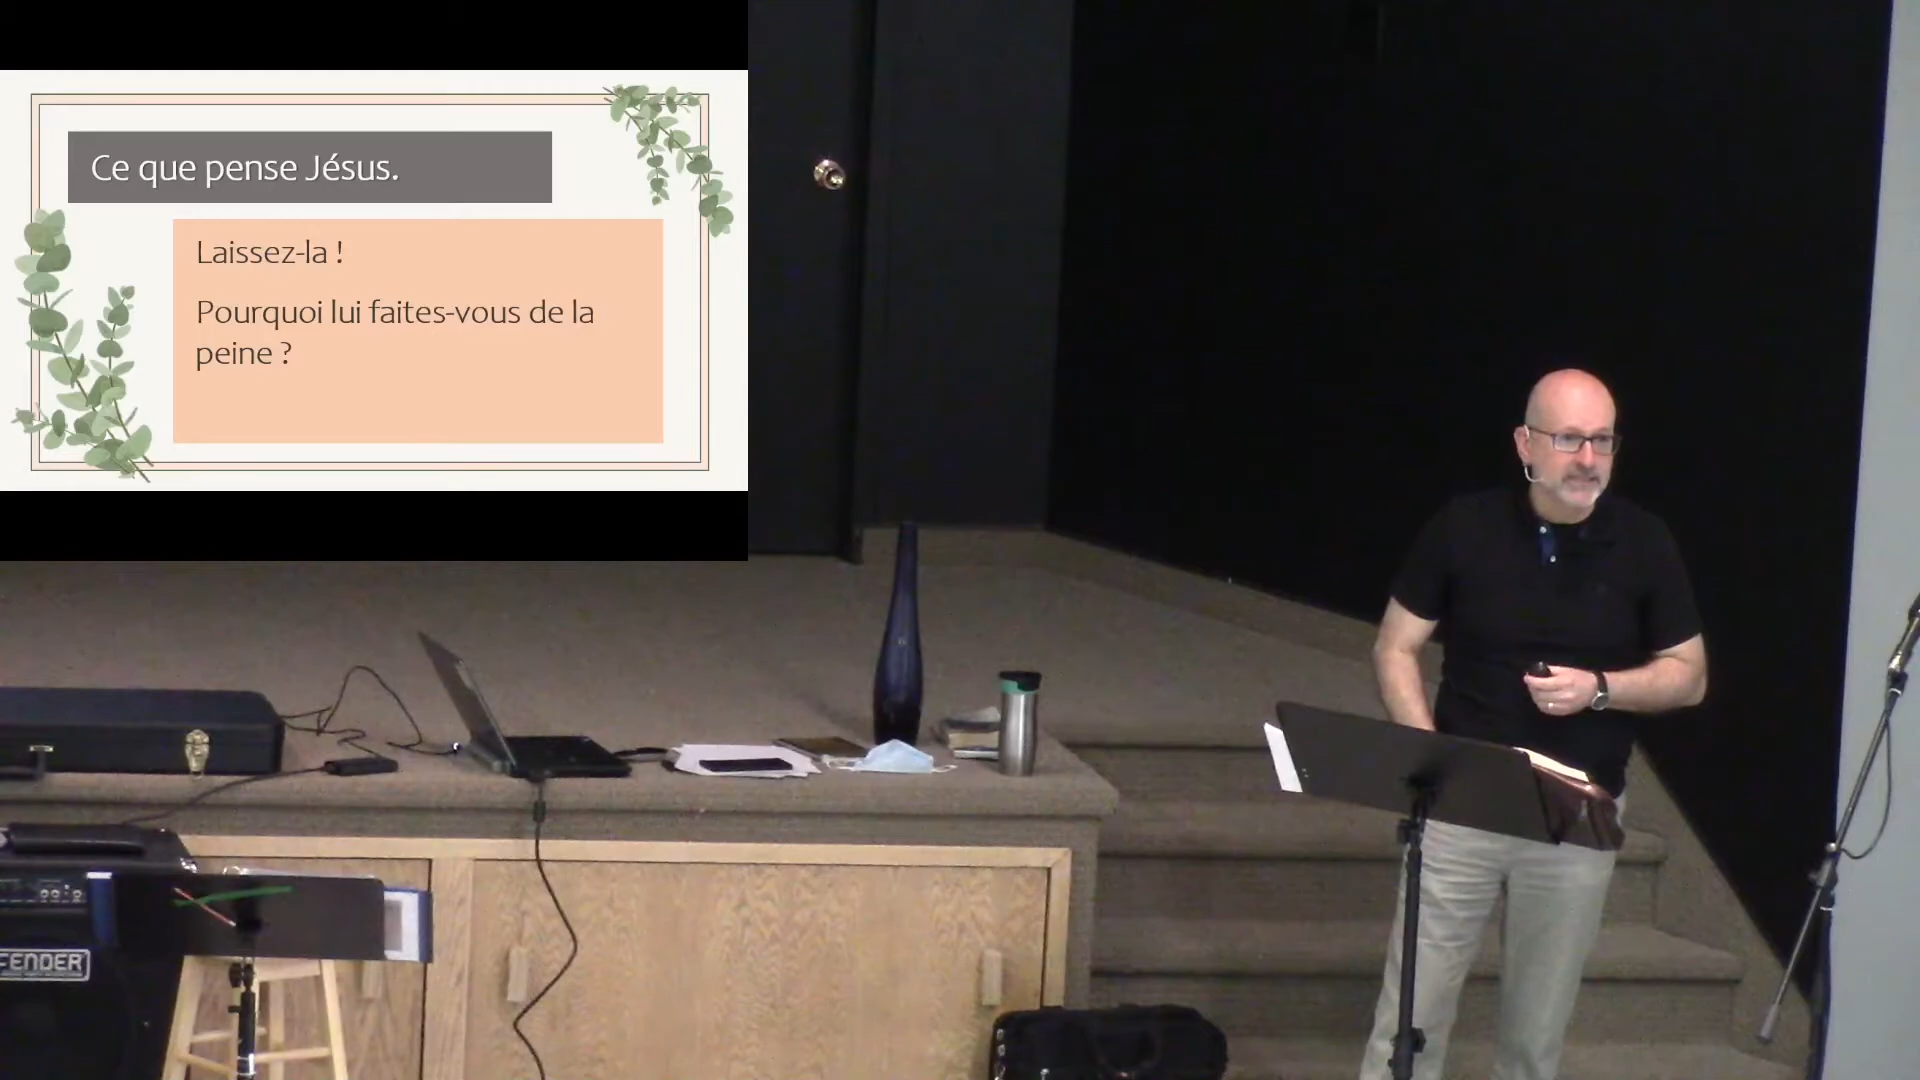 Ce que pense Jésus.
Laissez-la !
Pourquoi lui faites-vous de la
peine ?
FENDER